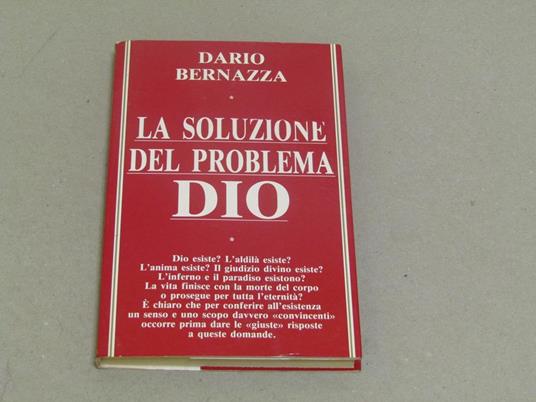 DARIO
BERNAZZA
*
LA SOLUZIONE
DEL PROBLEMA
DIO
*
Dio esiste? L'aldilà esiste?
L'anima esiste? Il giudizio divino esiste?
L'inferno e il paradiso esistono?
La vita finisce con la morte del corpo
o prosegue per tutta l'eternità?
È chiaro che per conferire all'esistenza
un senso e uno scopo davvero «convincenti»
occorre prima dare le «giuste» risposte
a queste domande.